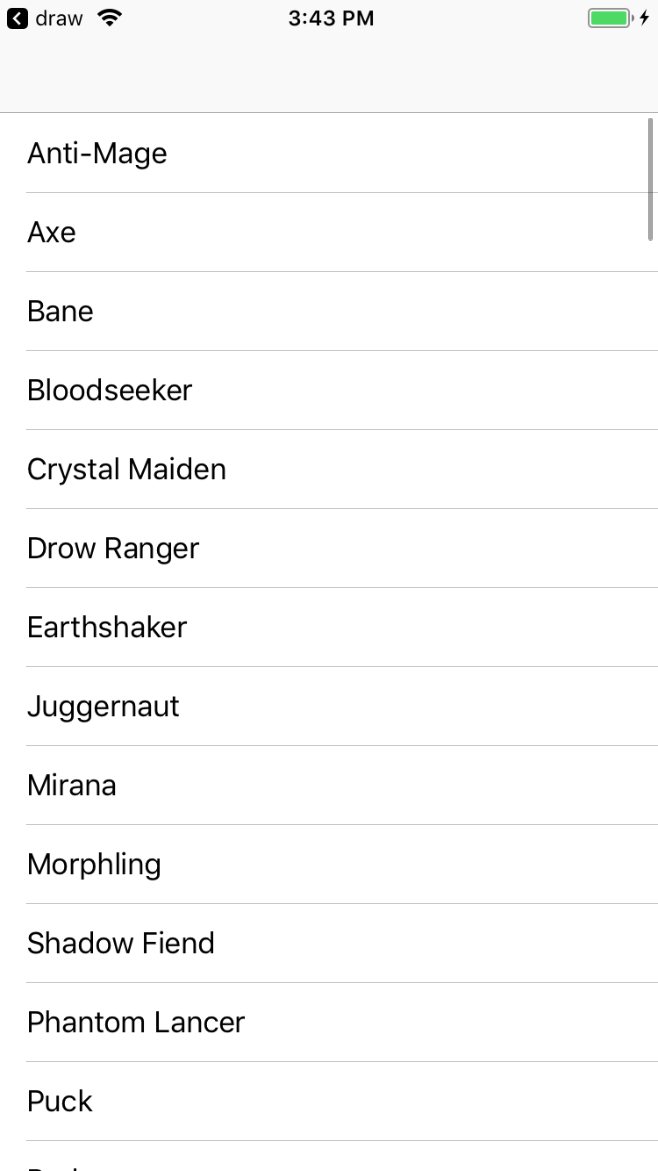 draw 3:43 PM
Anti-Mage
Axe
Bane
Bloodseeker
Crystal Maiden
Drow Ranger
Earthshaker
Juggernaut
Mirana
Morphling
Shadow Fiend
Phantom Lancer
Puck